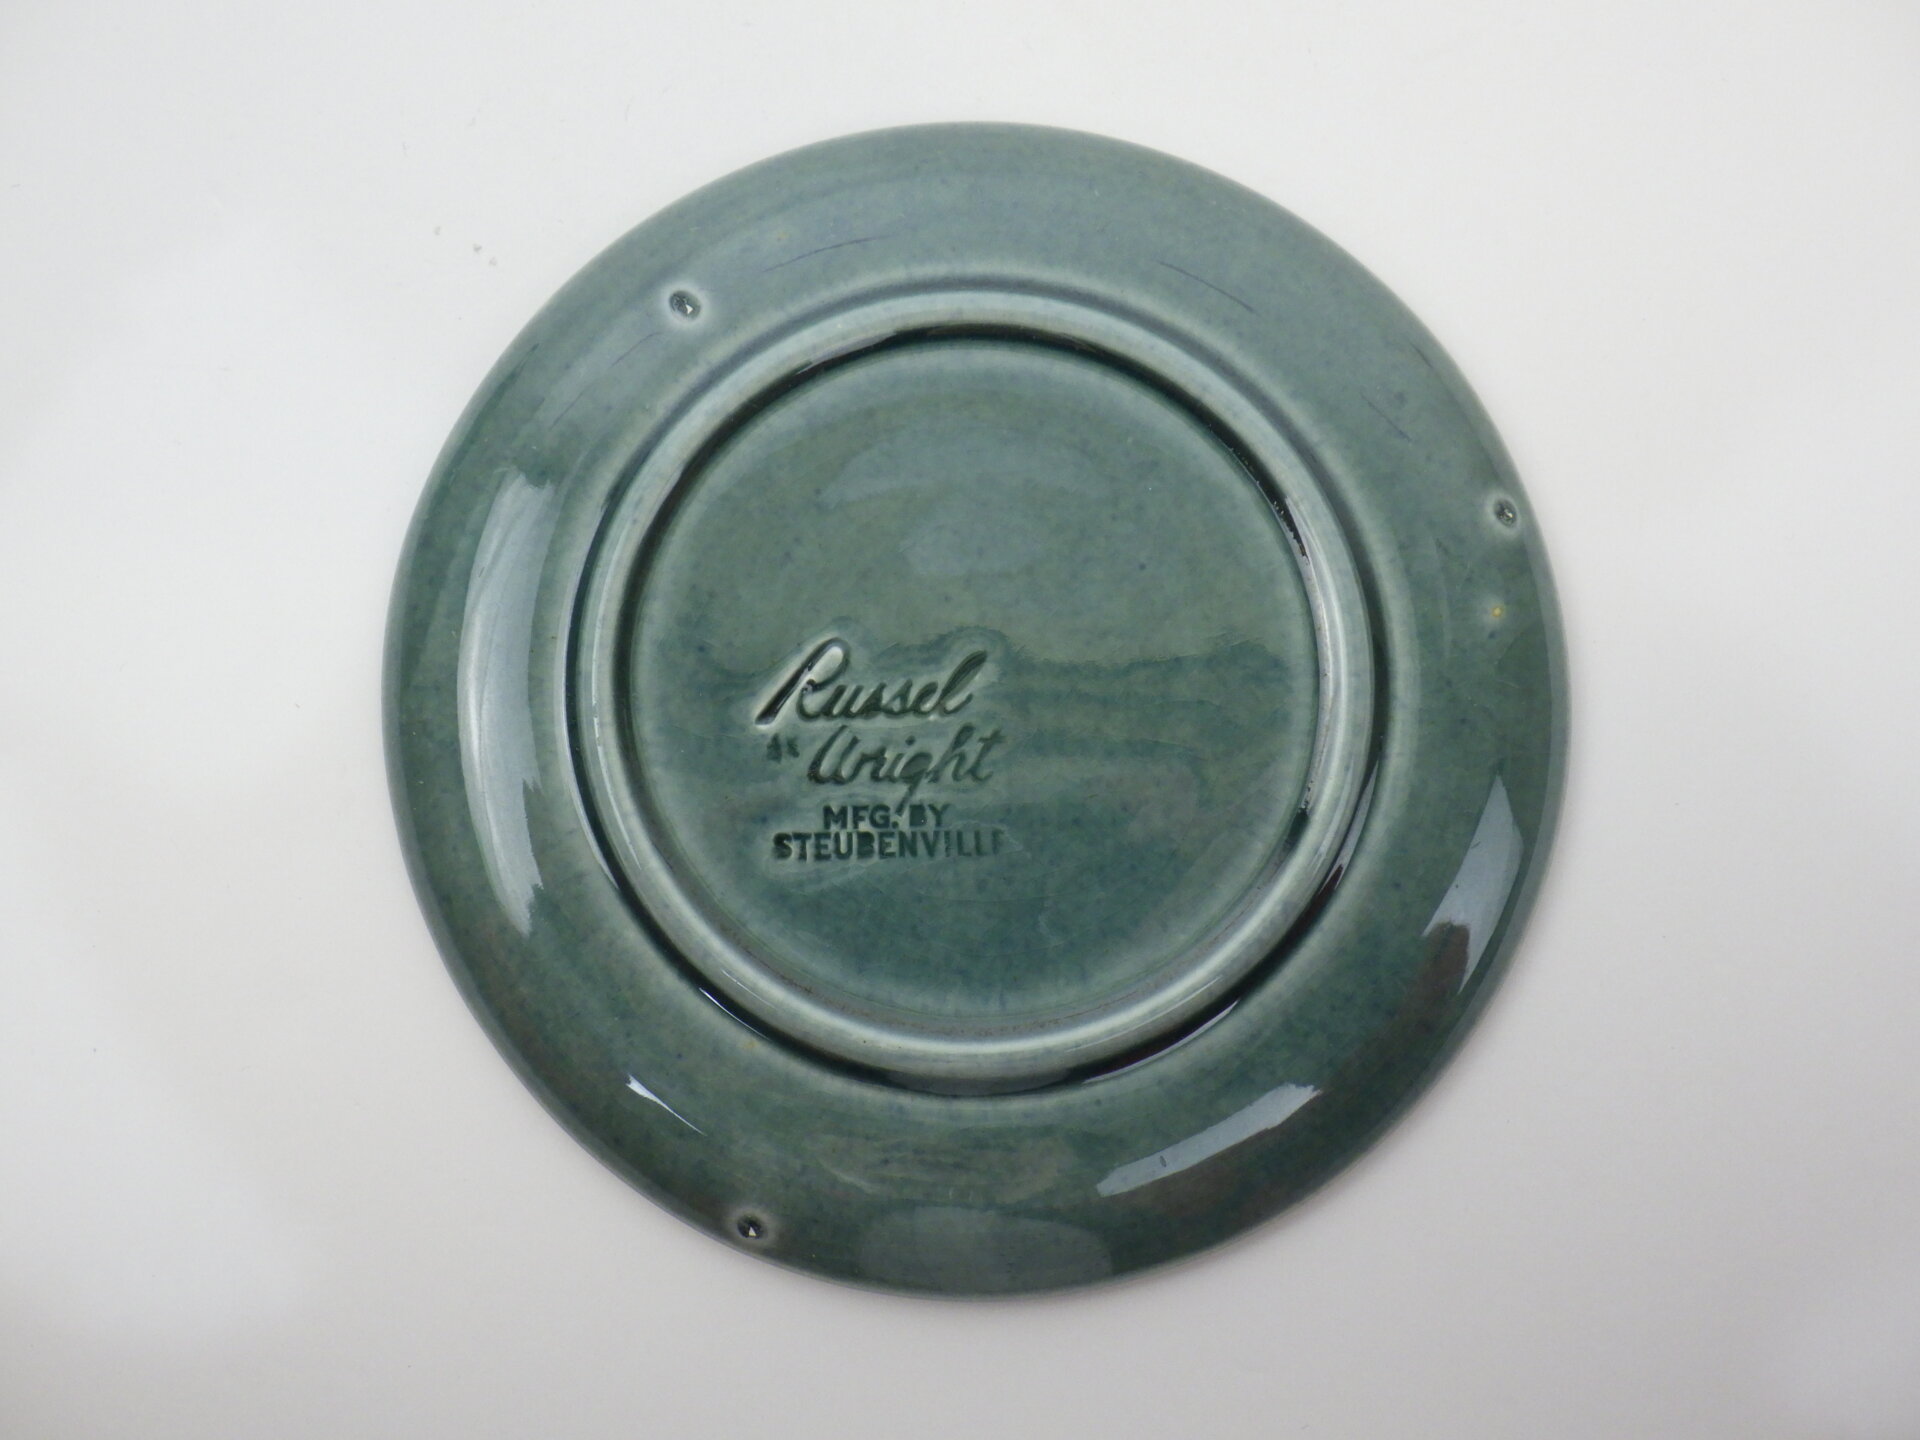 Russel
Wright
MFG. BY
STEUBENVILLE